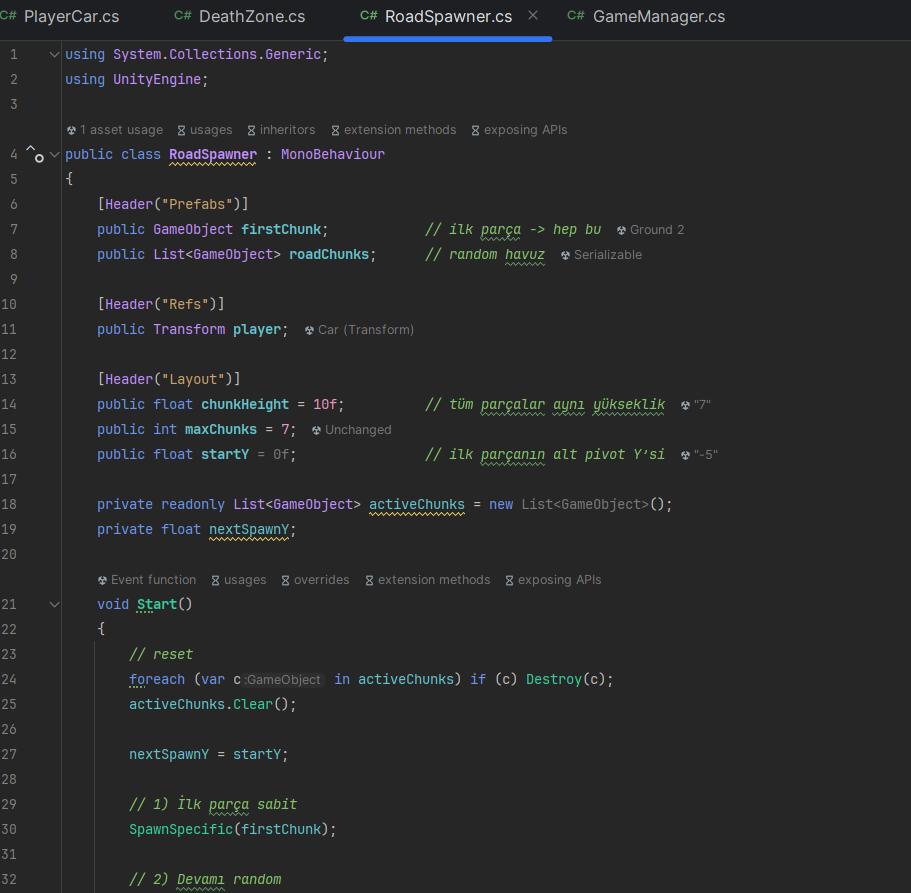 C# PlayerCar.cs C# DeathZone.cs C# RoadSpawner.cs × C# GameManager.cs
1 using System.Collections.Generic;
2 using UnityEngine;
3
1 asset usage usages inheritors extension methods exposing APIs
4 public class RoadSpawner : MonoBehaviour
5 {
6 [Header("Prefabs")]
7 public GameObject firstChunk; // ilk parça -> hep bu Ground 2
8 public List<GameObject> roadChunks; // random havuz Serializable
9
10 [Header("Refs")]
11 public Transform player; Car (Transform)
12
13 [Header("Layout")]
14 public float chunkHeight = 10f; // tüm parçalar aynı yükseklik "7"
15 public int maxChunks = 7; Unchanged
16 public float startY = 0f; // ilk parçanın alt pivot Y'si "-5"
17
18 private readonly List<GameObject> activeChunks = new List<GameObject>();
19 private float nextSpawnY;
20
Event function usages overrides extension methods exposing APIs
21 void Start()
22 {
23 // reset
24 foreach (var c :GameObject in activeChunks) if (c) Destroy(c);
25 activeChunks.Clear();
26
27 nextSpawnY = startY;
28
29 // 1) İlk parça sabit
30 SpawnSpecific(firstChunk);
31
32 // 2) Devamı random